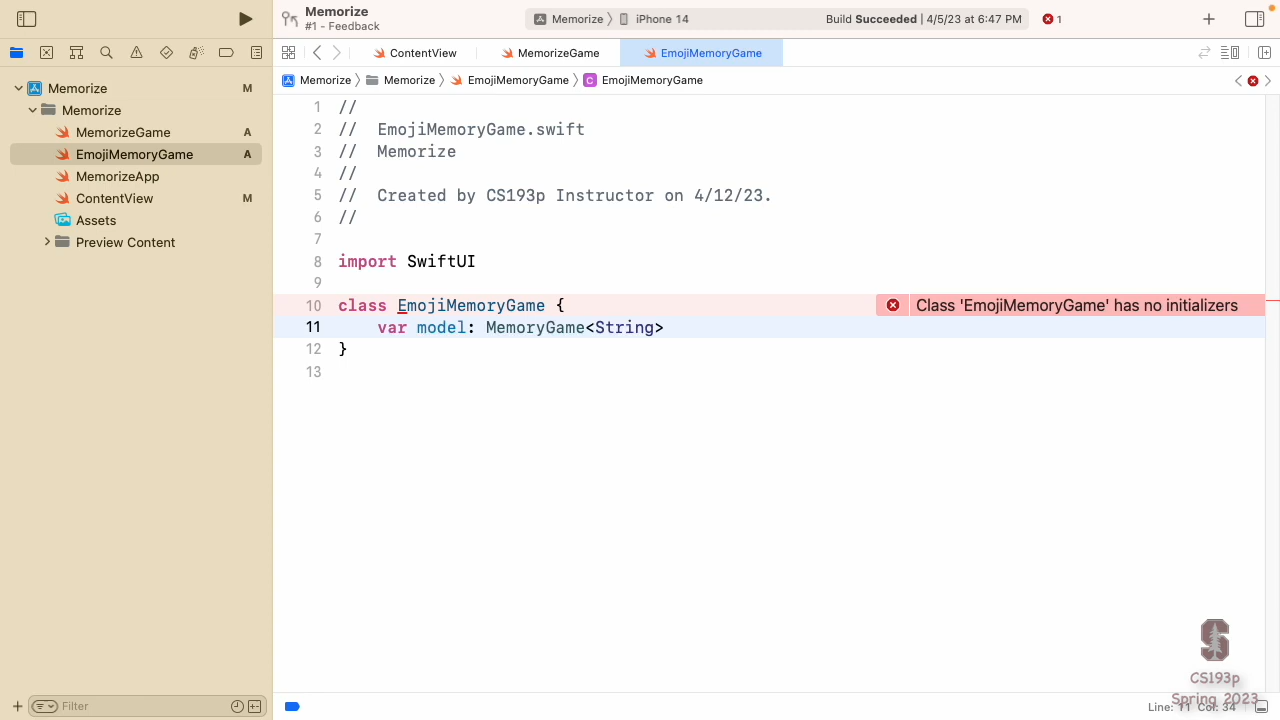 Memorize
#1 - Feedback
Memorize
iPhone 14
Build Succeeded | 4/5/23 at 6:47 PM
1
ContentView
MemorizeGame
EmojiMemoryGame
Memorize
Memorize
EmojiMemoryGame
C
EmojiMemoryGame
Memorize
M
Memorize
MemorizeGame
A
EmojiMemoryGame
A
MemorizeApp
ContentView
M
Assets
Preview Content
1 //
2 //  EmojiMemoryGame.swift
3 //  Memorize
4 //
5 //  Created by CS193p Instructor on 4/12/23.
6 //
7
8 import SwiftUI
9
10 class EmojiMemoryGame {
Class 'EmojiMemoryGame' has no initializers
11     var model: MemoryGame<String>
12 }
13
CS193p
Spring 2023
Filter
Line: 11 Col: 34